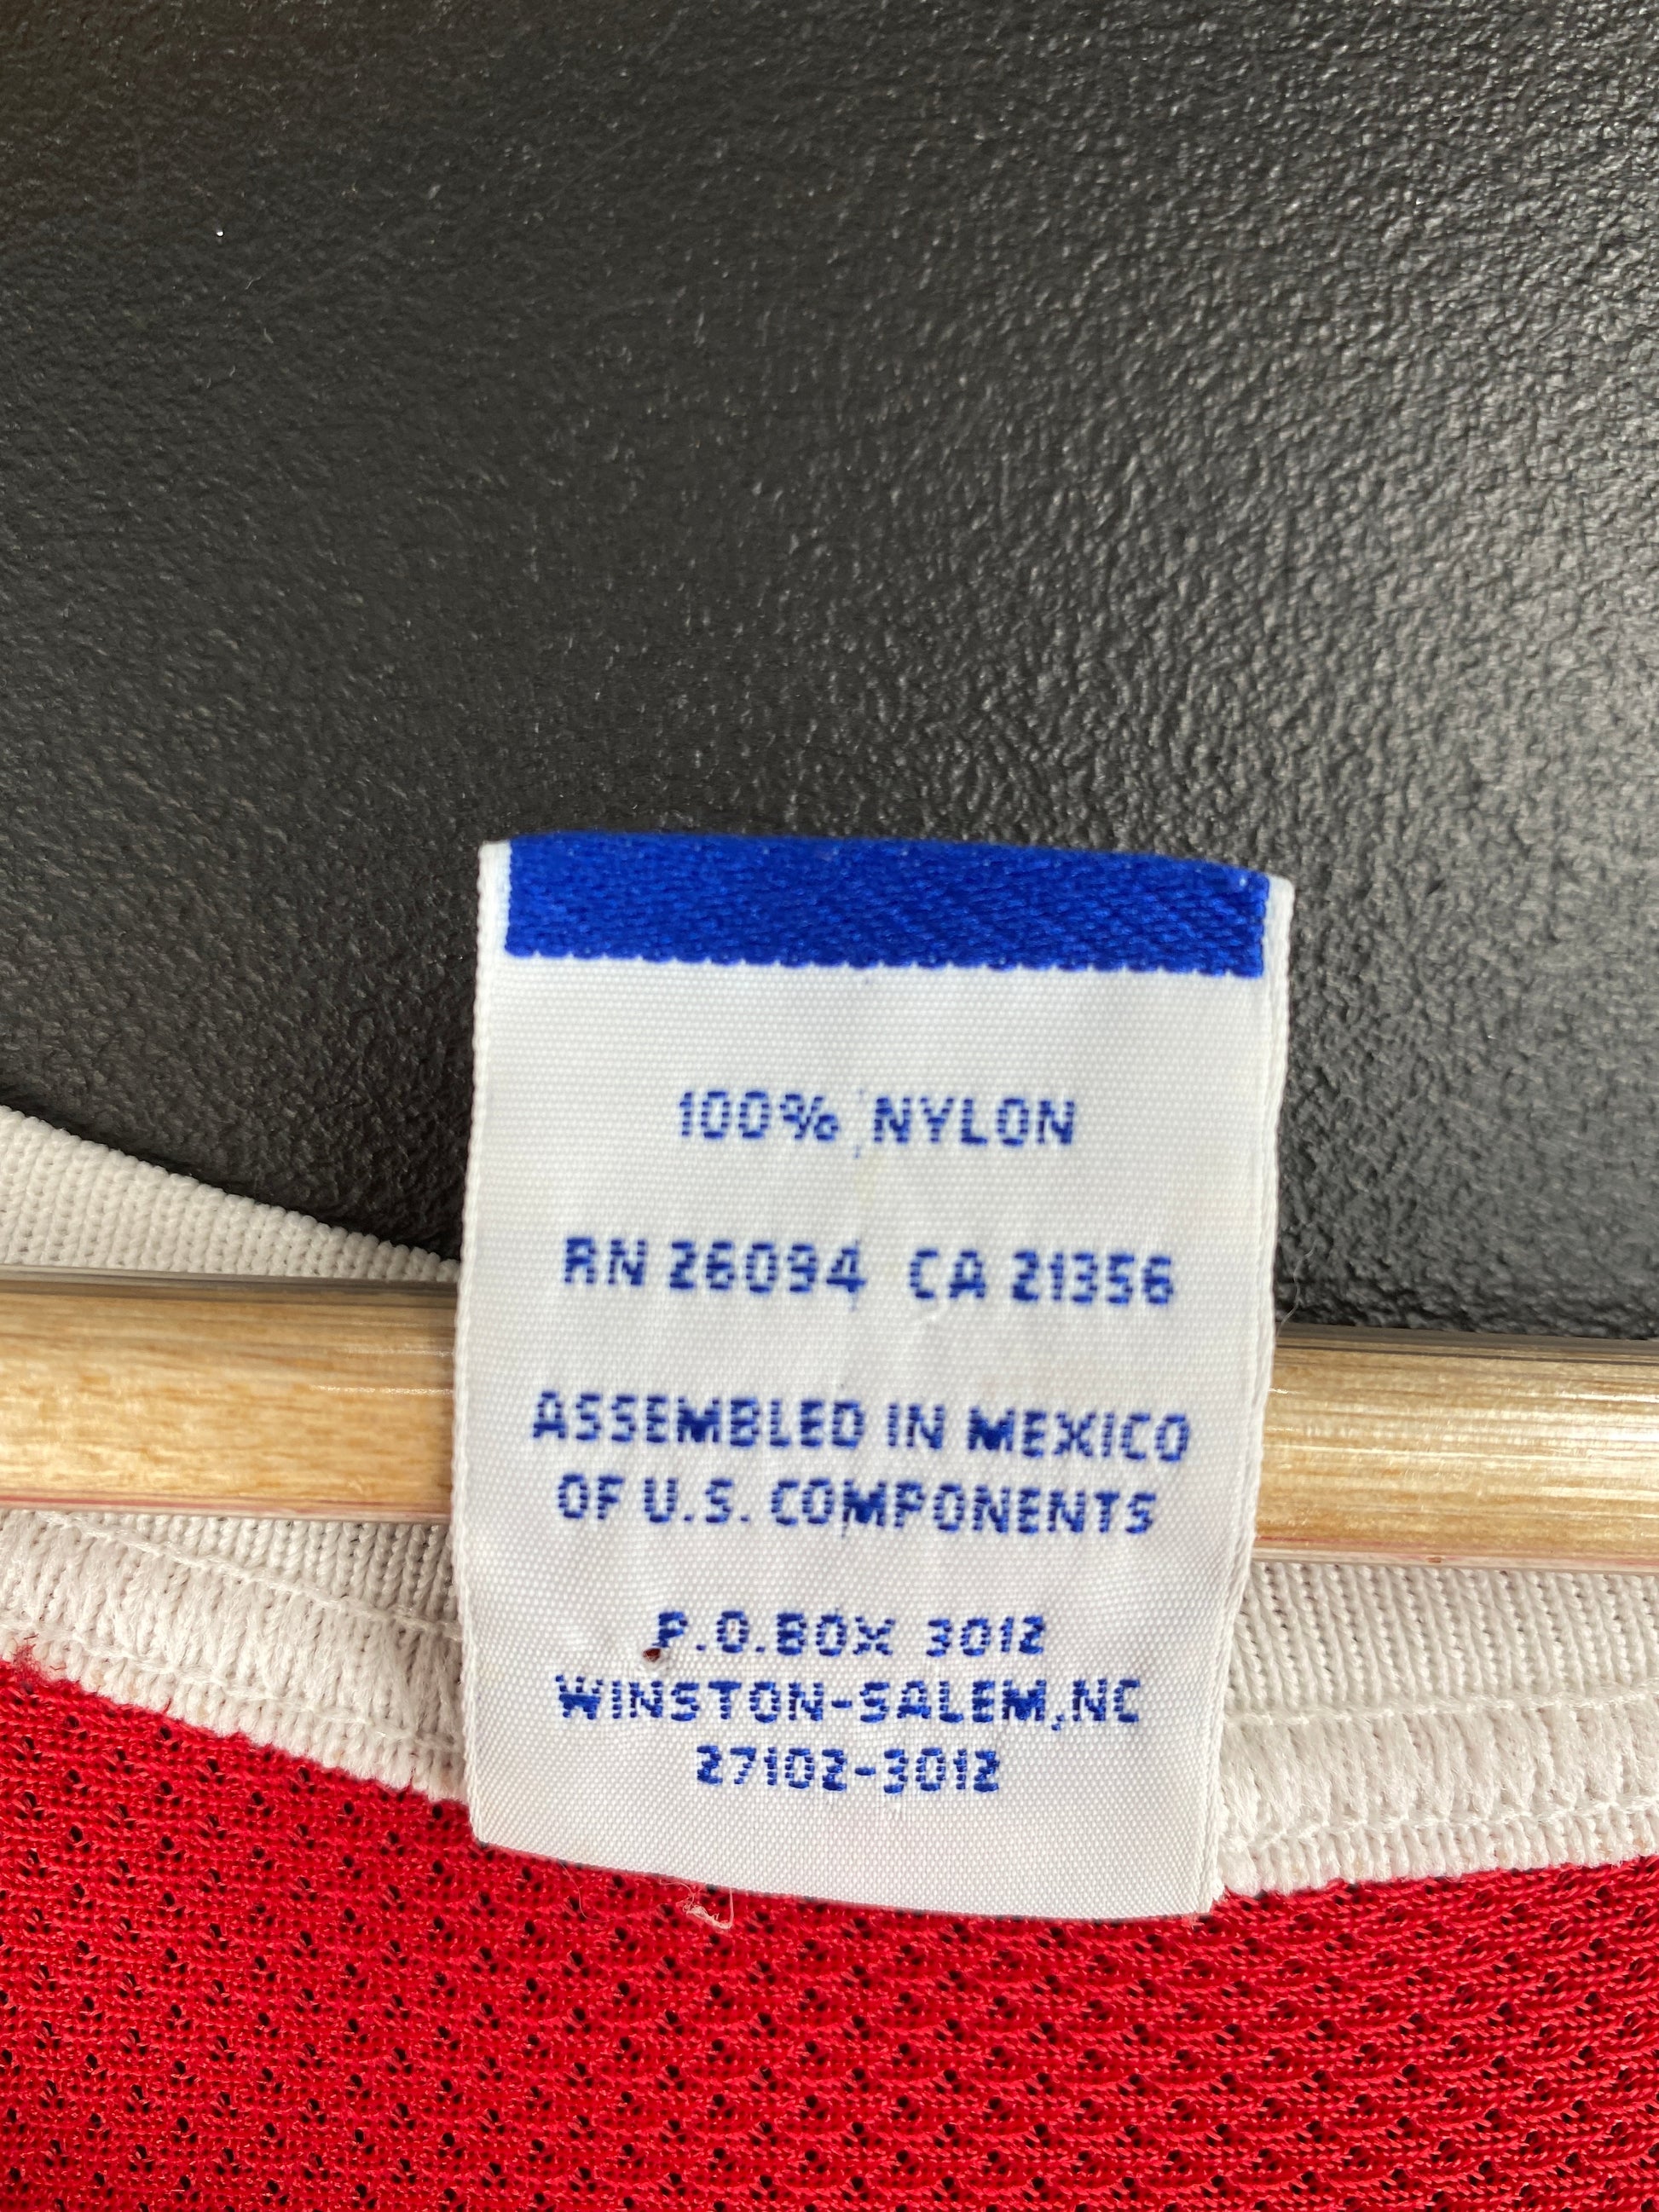 100% NYLON
RN 26094 CA 21356
ASSEMBLED IN MEXICO
OF U.S. COMPONENTS
P.O.BOX 3012
WINSTON-SALEM,NC
27102-3012